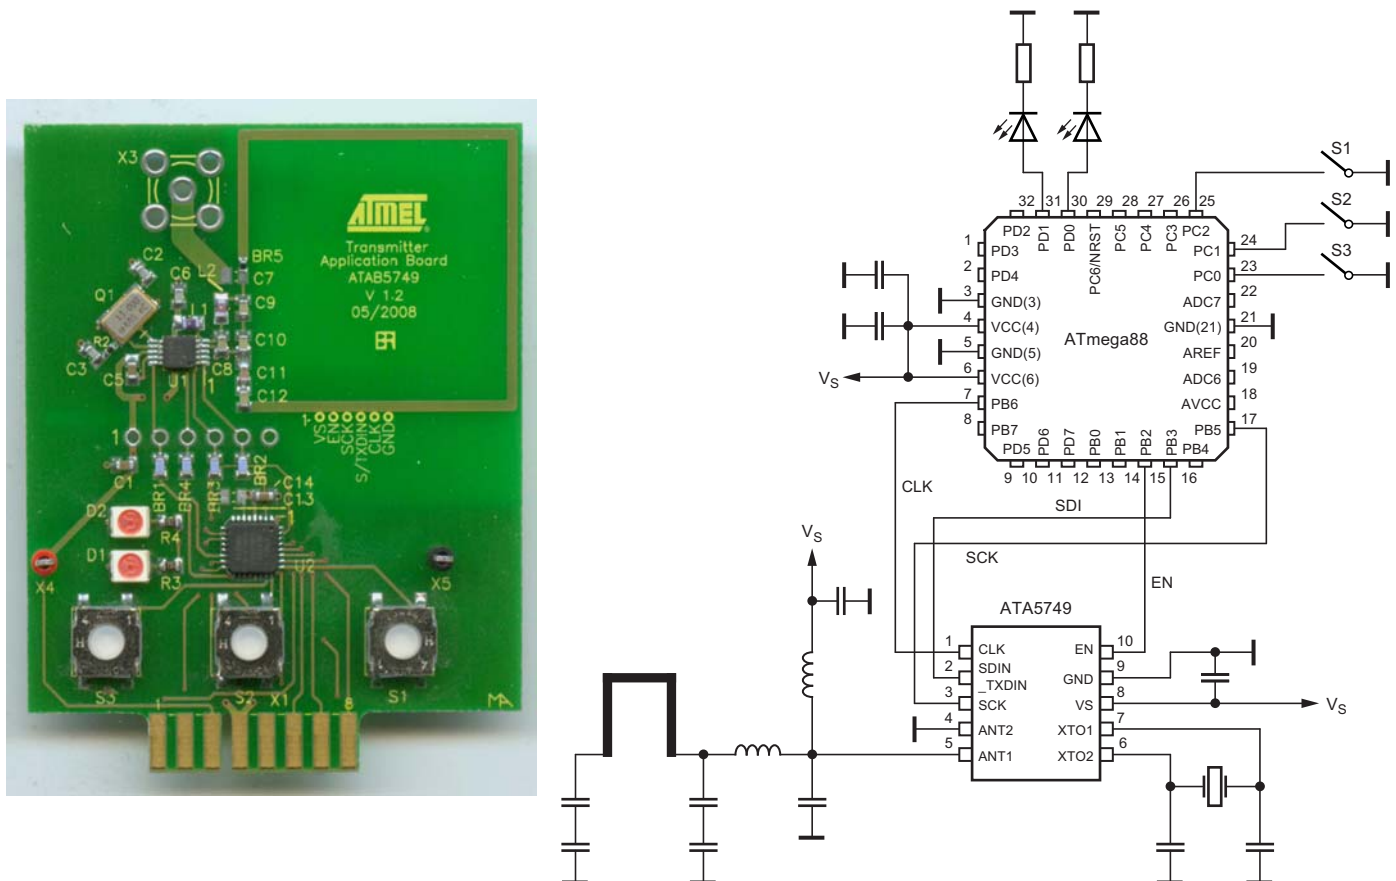 X3
ATMEL
Transmitter
Application Board
ATAB5749
V 1.2
05/2008
BR
C2
C6
L2
BR5
C7
Q1
L1
C9
R2
C10
C3
C5
U1
1
C8
C11
C12
1
VS
EN
SCK
S/TXDIN
CLK
GND
1
C1
BR1
BR4
BR3
BR2
C14
C13
D2
R4
D1
R3
U2
X4
X5
S3
S2
X1
S1
1
8
MA
S1
S2
S3
32 31 30 29 28 27 26 25
PD2 PD1 PD0 PC6/NRST PC5 PC4 PC3 PC2
1 PD3
2 PD4
3 GND(3)
4 VCC(4)
5 GND(5)
6 VCC(6)
7 PB6
8 PB7
ATmega88
PC1 24
PC0 23
ADC7 22
GND(21) 21
AREF 20
ADC6 19
AVCC 18
PB5 17
PD5 PD6 PD7 PB0 PB1 PB2 PB3 PB4
9 10 11 12 13 14 15 16
VS
CLK
SDI
SCK
EN
VS
ATA5749
1 CLK
2 SDIN
_TXDIN
3 SCK
4 ANT2
5 ANT1
EN 10
GND 9
VS 8
XTO1 7
XTO2 6
VS